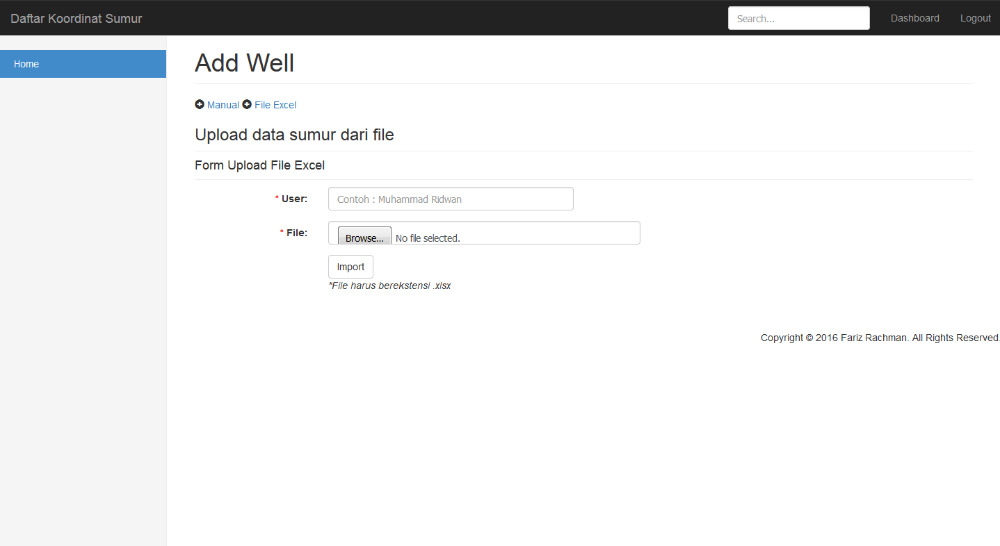 Daftar Koordinat Sumur
Search...
Dashboard
Logout
Home
Add Well
Manual File Excel
Upload data sumur dari file
Form Upload File Excel
* User:
Contoh : Muhammad Ridwan
* File:
Browse... No file selected.
Import
*File harus berekstensi .xlsx
Copyright © 2016 Fariz Rachman. All Rights Reserved.